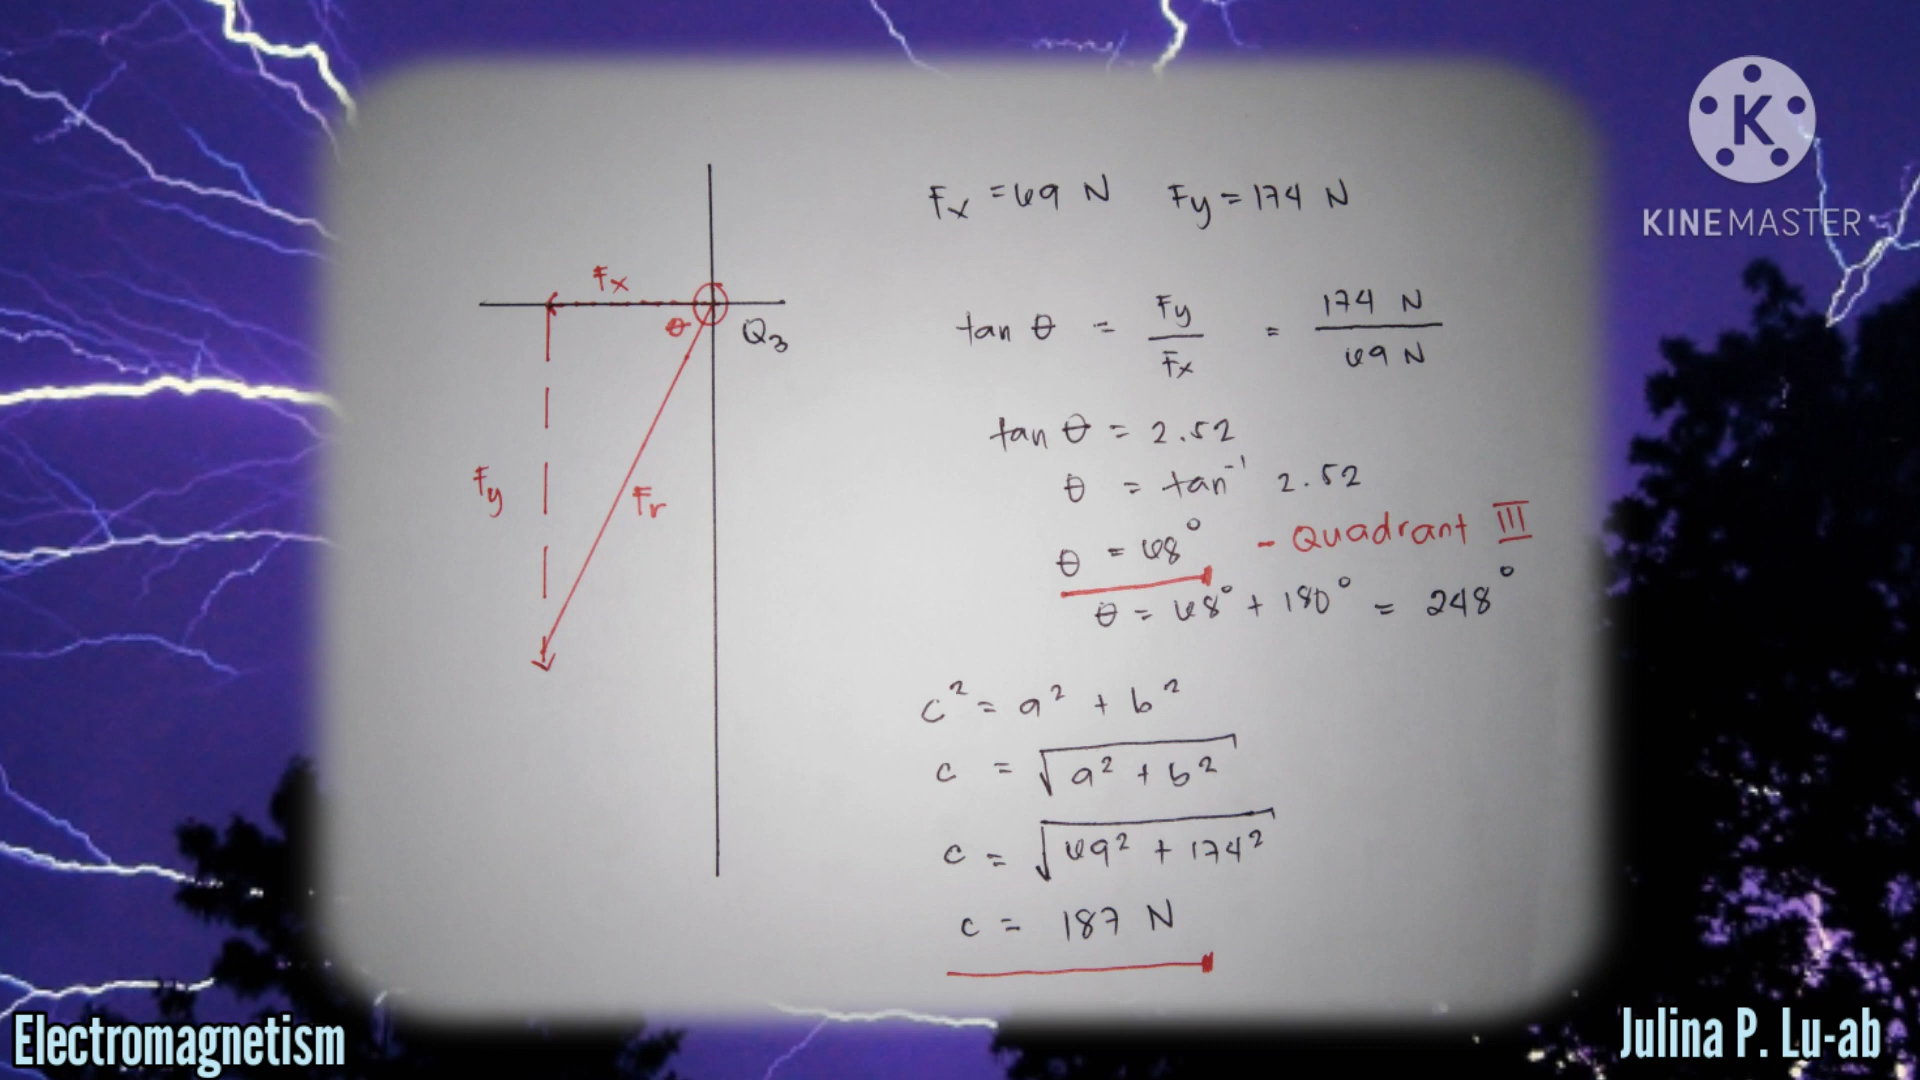 Fx = 69 N Fy = 174 N
Fx
θ Q3
tan θ = Fy/Fx = 174 N/69 N
tan θ = 2.52
Fy
Fr
θ = tan⁻¹ 2.52
θ = 68° - Quadrant III
θ = 68° + 180° = 248°
c² = a² + b²
c = √a² + b²
c = √69² + 174²
c = 187 N
K
KINEMASTER
Electromagnetism
Julina P. Lu-ab